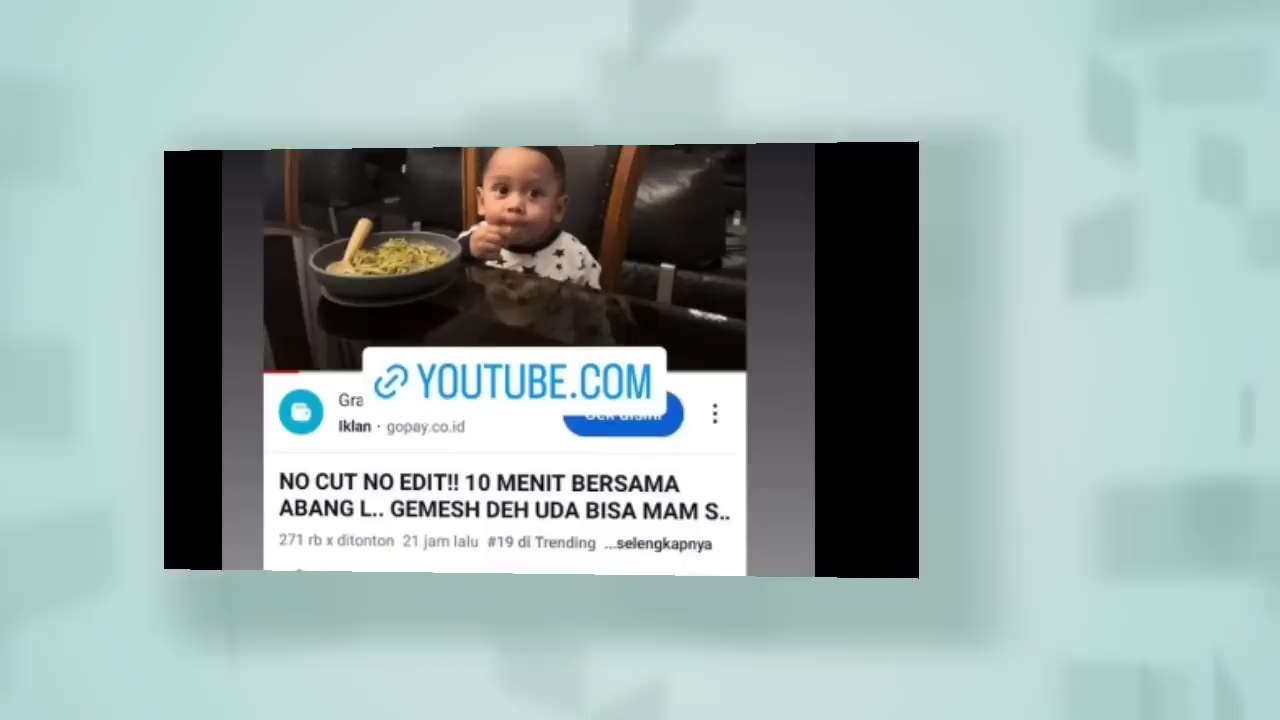 YOUTUBE.COM
Gra
Iklan · gopay.co.id
NO CUT NO EDIT!! 10 MENIT BERSAMA
ABANG L.. GEMESH DEH UDA BISA MAM S..
271 rb x ditonton 21 jam lalu #19 di Trending ...selengkapnya